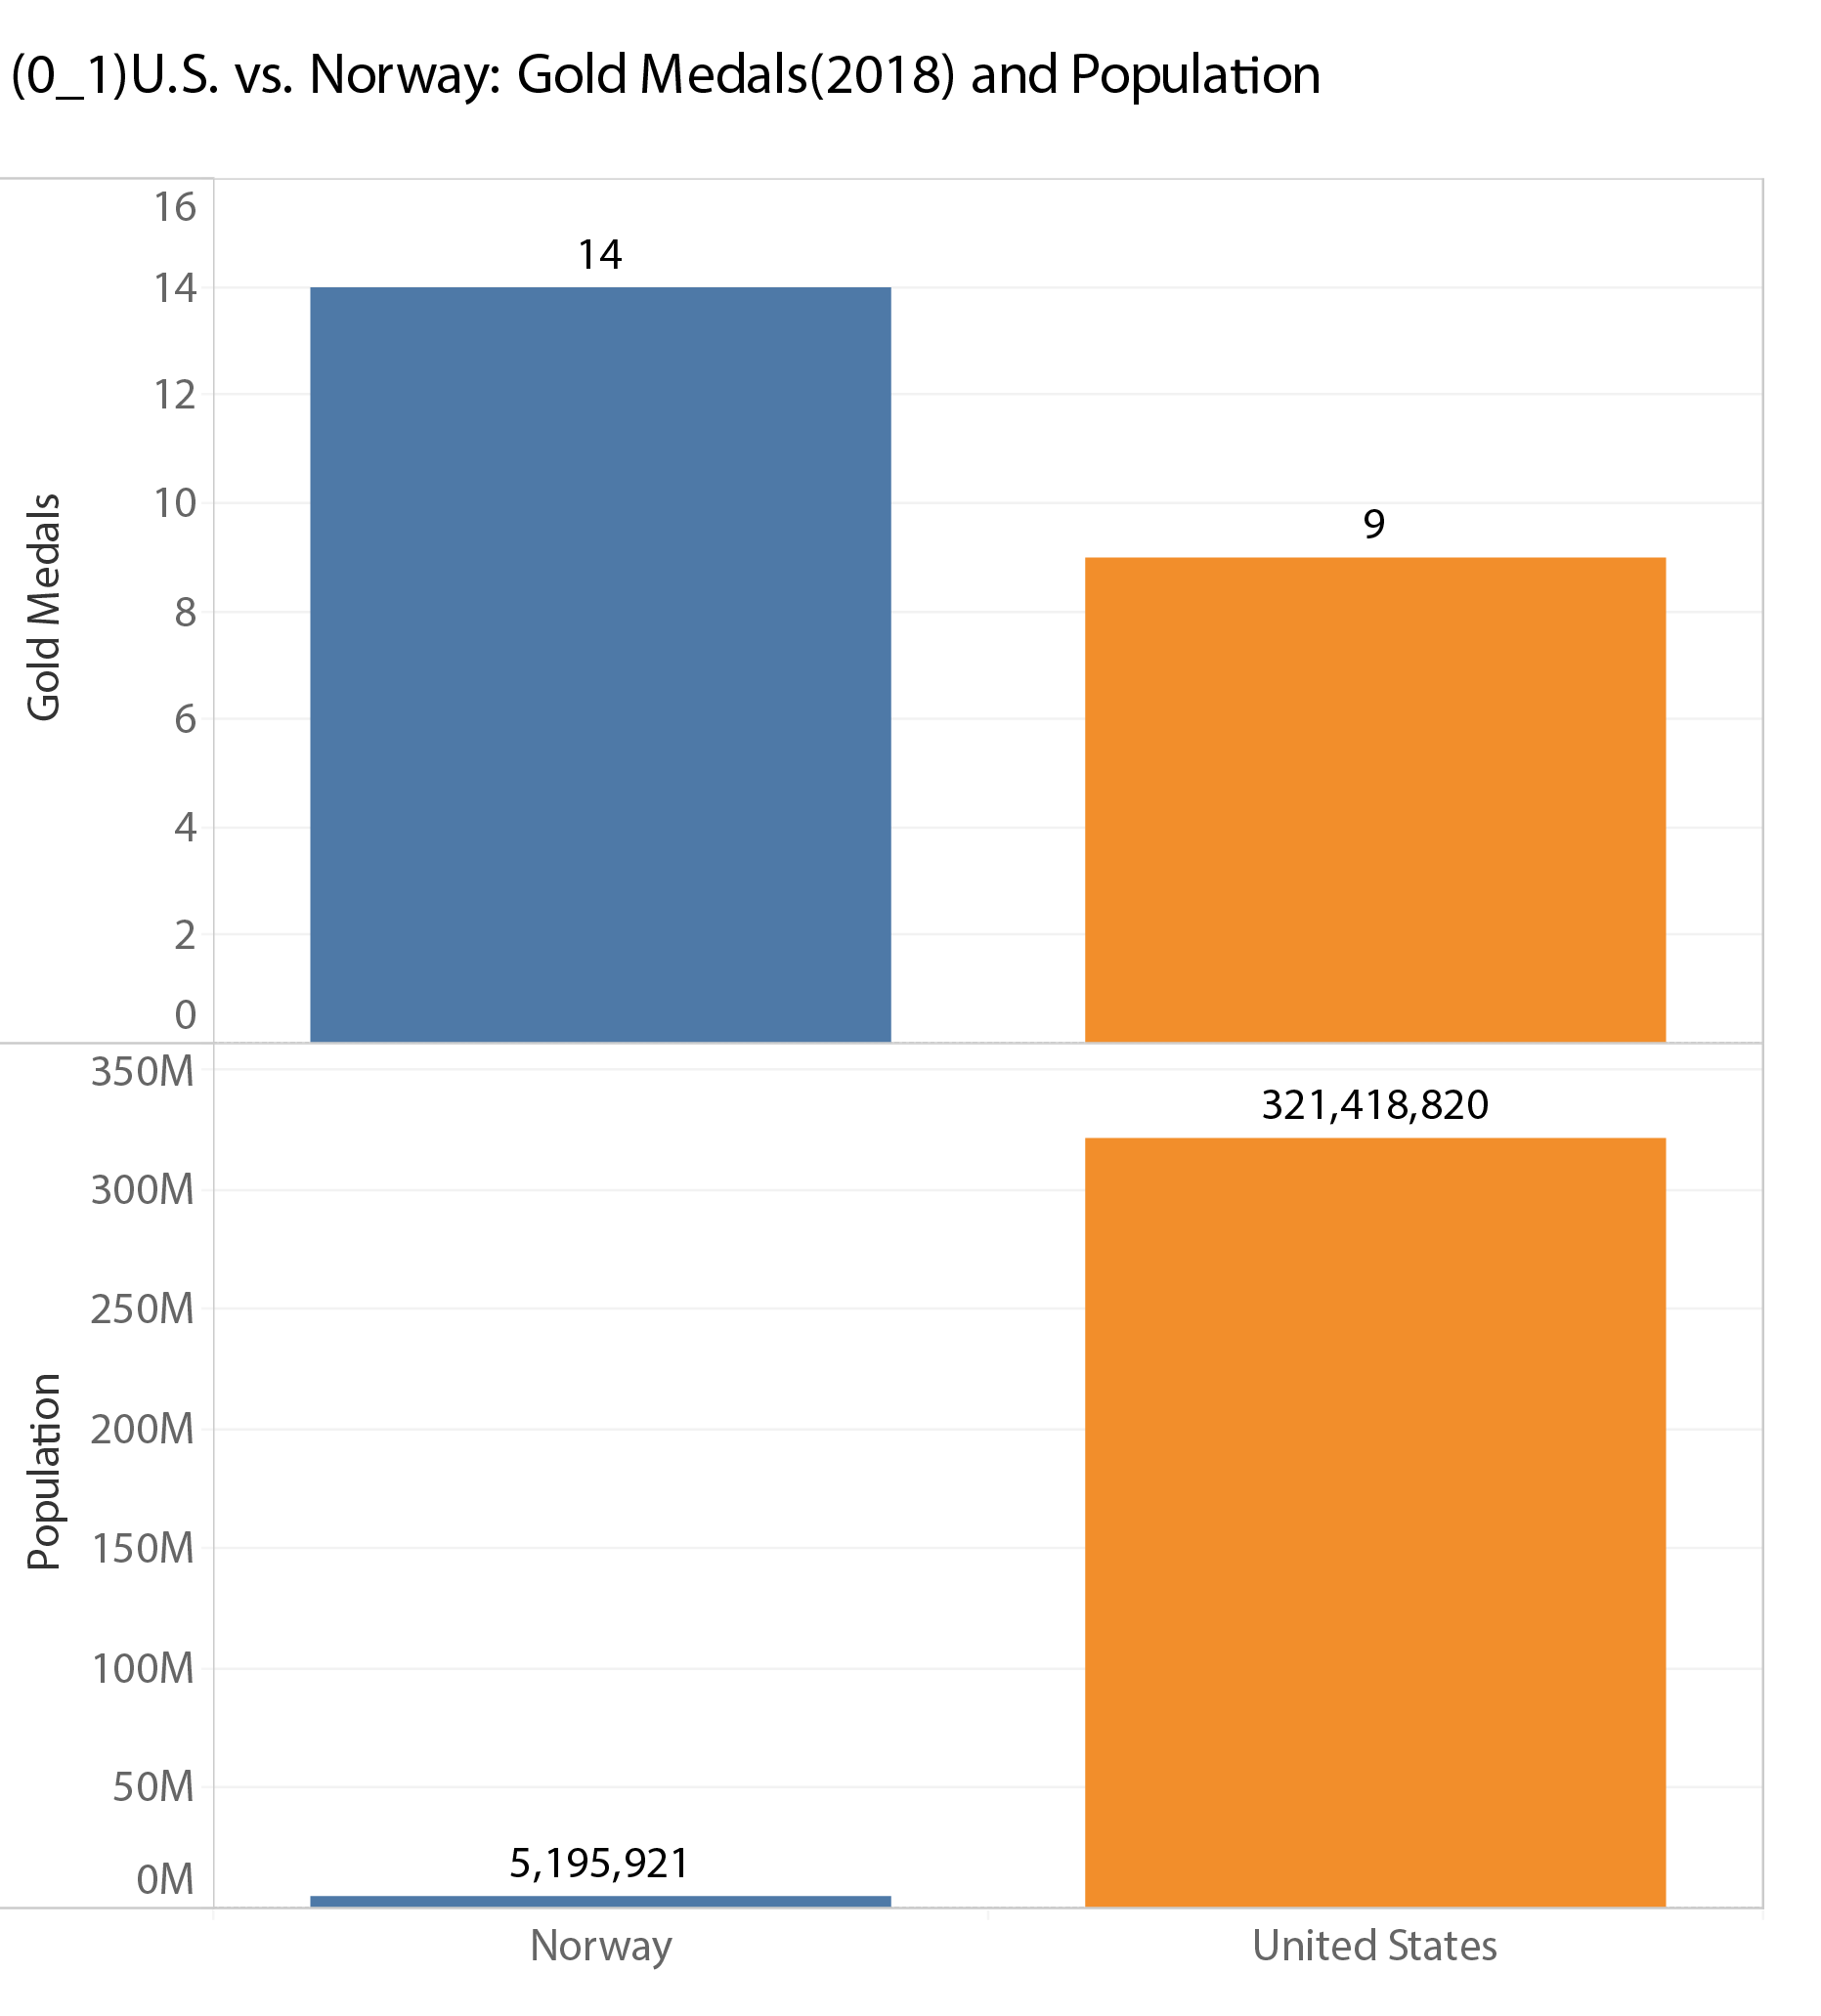 (0_1)U.S. vs. Norway: Gold Medals(2018) and Population
16
14
14
12
10
9
8
6
4
2
0
Gold Medals
350M
321,418,820
300M
250M
200M
150M
100M
50M
5,195,921
0M
Population
Norway
United States